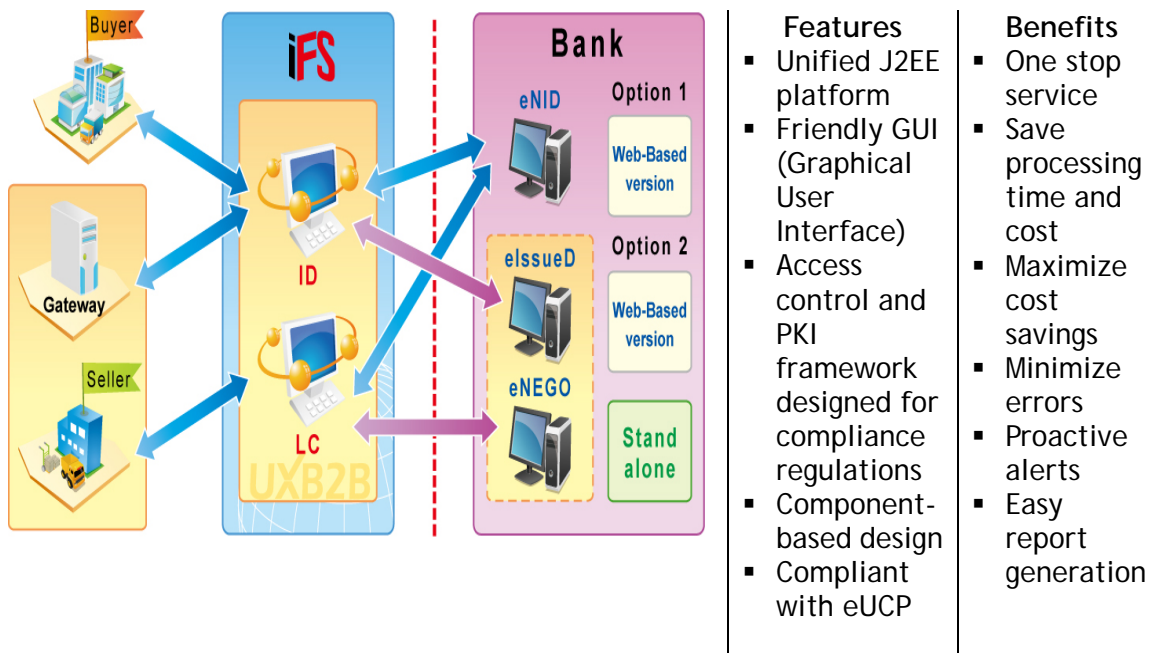 Buyer
Gateway
Seller
iFS
ID
LC
UXB2B
Bank
eNID
Option 1
Web-Based
version
Option 2
eIssueD
Web-Based
version
eNEGO
Stand
alone
Features
▪ Unified J2EE
platform
▪ Friendly GUI
(Graphical
User
Interface)
▪ Access
control and
PKI
framework
designed for
compliance
regulations
▪ Component-
based design
▪ Compliant
with eUCP
Benefits
▪ One stop
service
▪ Save
processing
time and
cost
▪ Maximize
cost
savings
▪ Minimize
errors
▪ Proactive
alerts
▪ Easy
report
generation